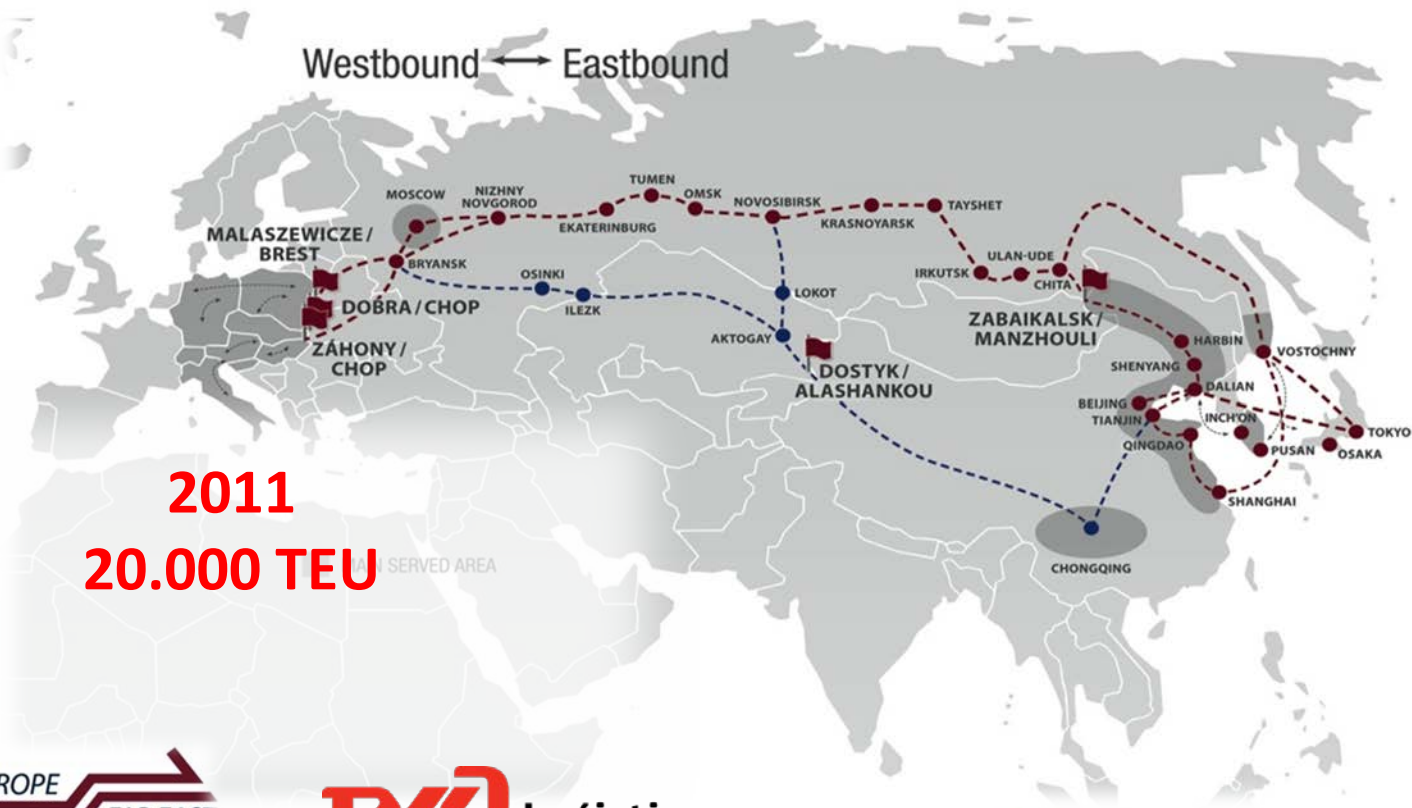 Westbound Eastbound
MOSCOW
NIZHNY
NOVGOROD
TUMEN
OMSK
EKATERINBURG
NOVOSIBIRSK
KRASNOYARSK
TAYSHET
MALASZEWICZE/
BREST
BRYANSK
OSINKI
ILEZK
LOKOT
IRKUTSK
ULAN-UDE
CHITA
DOBRA/CHOP
ZÁHONY/
CHOP
AKTOGAY
DOSTYK/
ALASHANKOU
ZABAIKALSK/
MANZHOULI
HARBIN
SHENYANG
VOSTOCHNY
DALIAN
BEIJING
TIANJIN
INCH'ON
QINGDAO
PUSAN
OSAKA
TOKYO
SHANGHAI
CHONGQING
2011
20.000 TEU
SERVED AREA